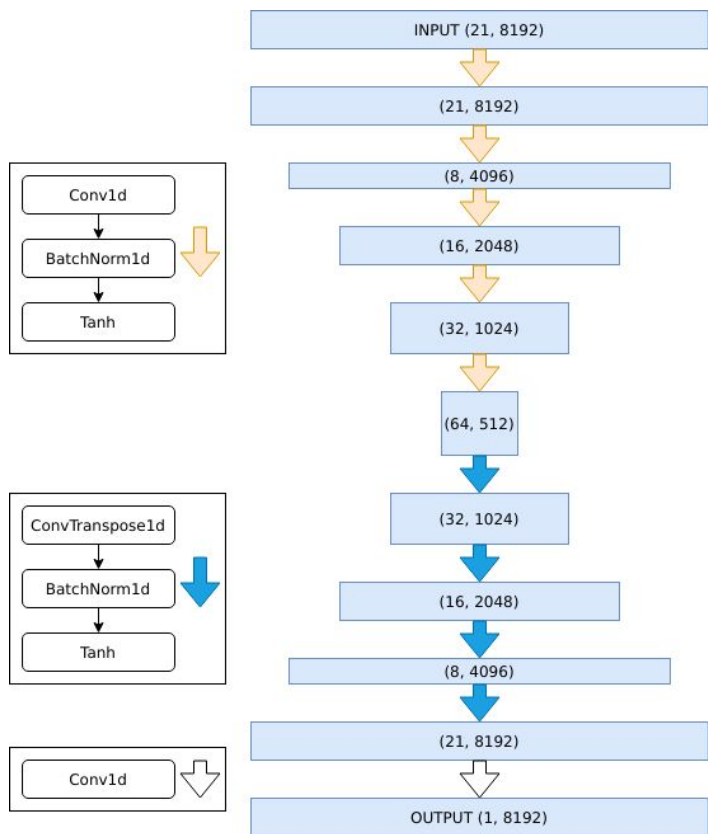 INPUT (21, 8192)
(21, 8192)
(8, 4096)
(16, 2048)
(32, 1024)
(64, 512)
(32, 1024)
(16, 2048)
(8, 4096)
(21, 8192)
OUTPUT (1, 8192)
Conv1d
BatchNorm1d
Tanh
ConvTranspose1d
BatchNorm1d
Tanh
Conv1d